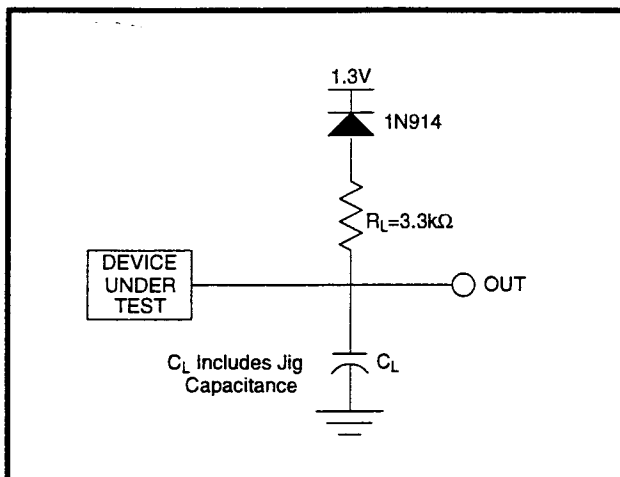 1.3V
1N914
R_L=3.3kΩ
DEVICE
UNDER
TEST
OUT
C_L Includes Jig
Capacitance
C_L